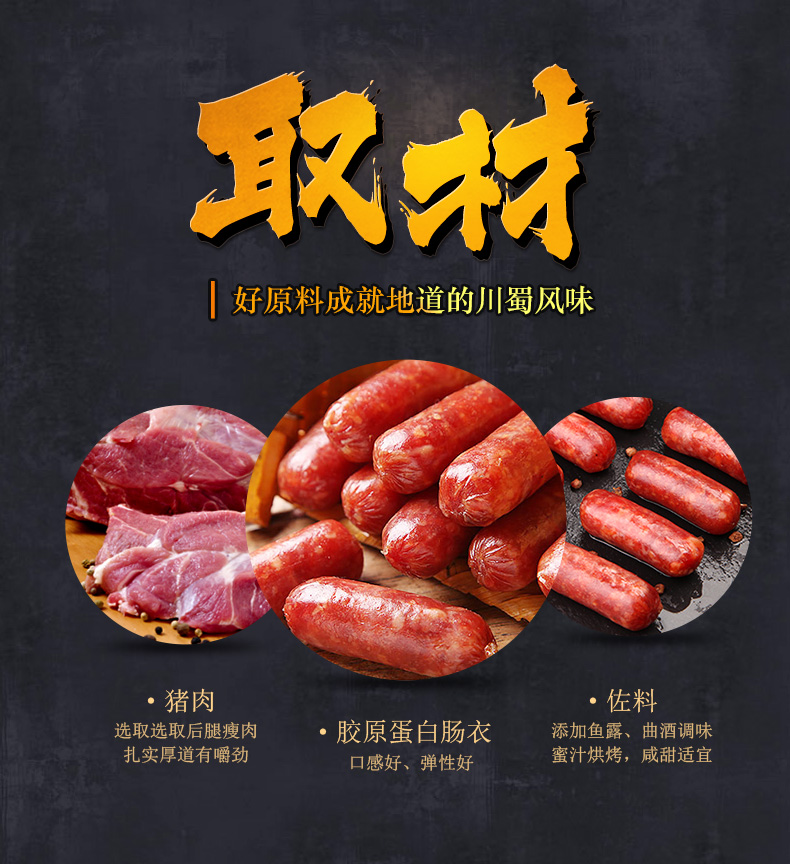 取材
好原料成就地道的川蜀风味
·猪肉
选取选取后腿瘦肉
扎实厚道有嚼劲
·胶原蛋白肠衣
口感好、弹性好
·佐料
添加鱼露、曲酒调味
蜜汁烘烤，咸甜适宜